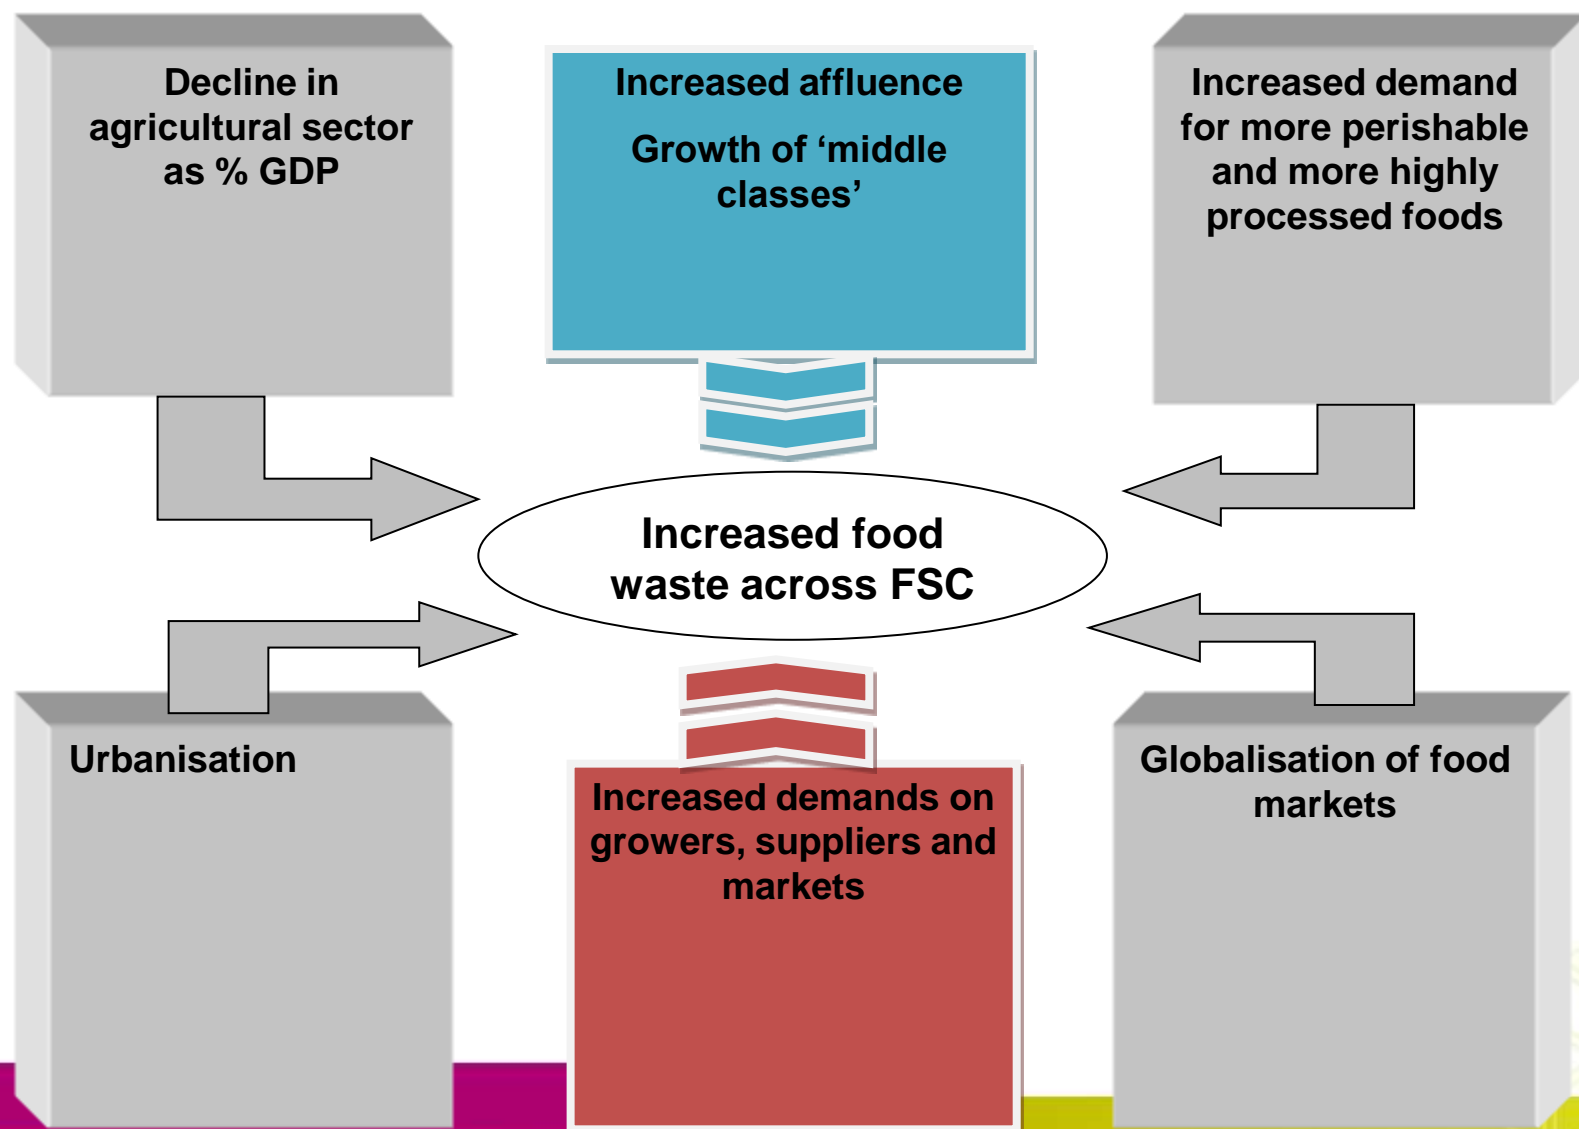 Decline in
agricultural sector
as % GDP
Increased affluence
Growth of ‘middle
classes’
Increased demand
for more perishable
and more highly
processed foods
Increased food
waste across FSC
Urbanisation
Increased demands on
growers, suppliers and
markets
Globalisation of food
markets